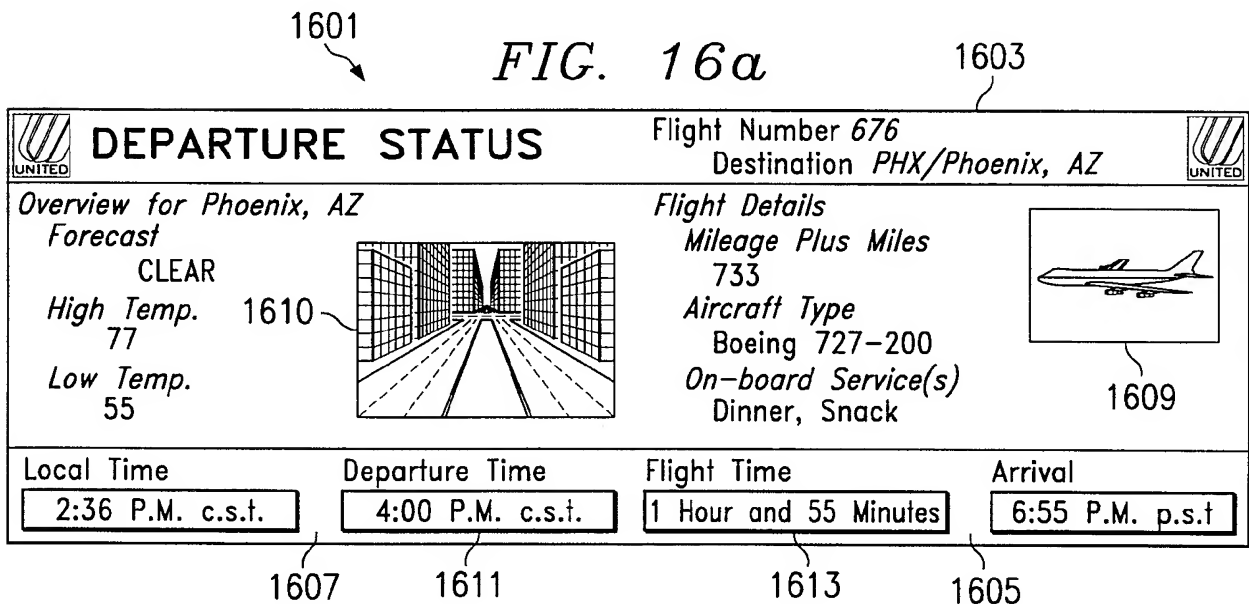 1601
FIG. 16a
1603
UNITED
DEPARTURE STATUS
Flight Number 676
Destination PHX/Phoenix, AZ
UNITED
Overview for Phoenix, AZ
Forecast
CLEAR
High Temp.
77
Low Temp.
55
1610
Flight Details
Mileage Plus Miles
733
Aircraft Type
Boeing 727-200
On-board Service(s)
Dinner, Snack
1609
Local Time
2:36 P.M. c.s.t.
Departure Time
4:00 P.M. c.s.t.
Flight Time
1 Hour and 55 Minutes
Arrival
6:55 P.M. p.s.t
1607
1611
1613
1605